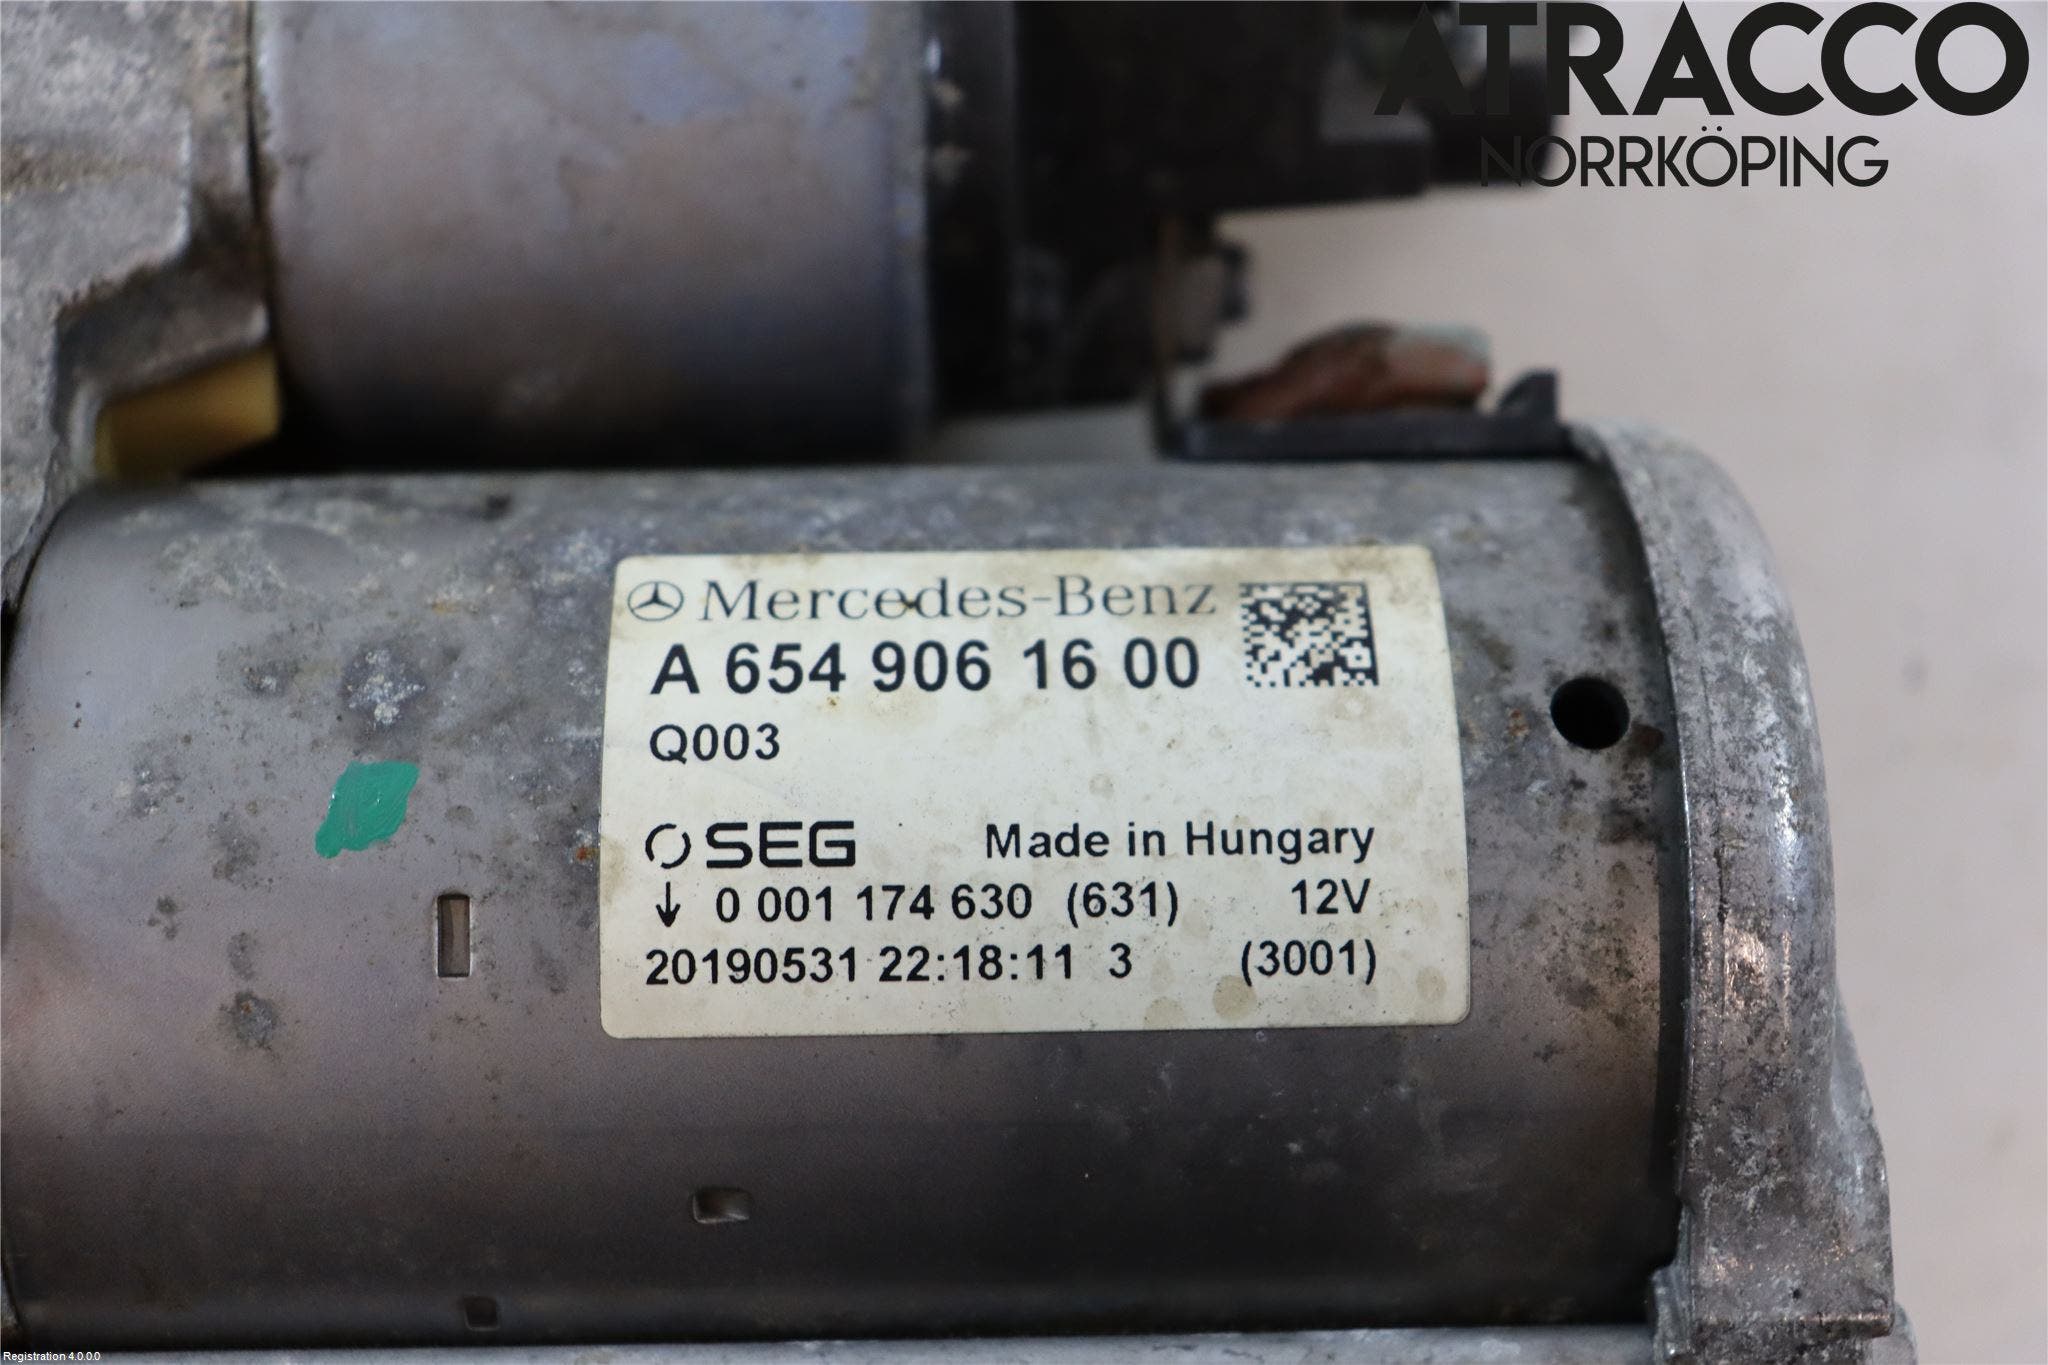 ATRACCO
NORRKÖPING
Mercedes-Benz
A 654 906 16 00
Q003
SEG Made in Hungary
↓ 0 001 174 630 (631) 12V
20190531 22:18:11 3 (3001)
Registration 4.0.0.0